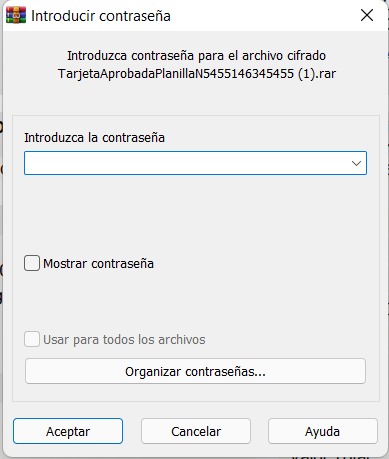 Introducir contraseña
Introduzca contraseña para el archivo cifrado
TarjetaAprobadaPlanillaN5455146345455 (1).rar
Introduzca la contraseña
Mostrar contraseña
Usar para todos los archivos
Organizar contraseñas...
Aceptar
Cancelar
Ayuda